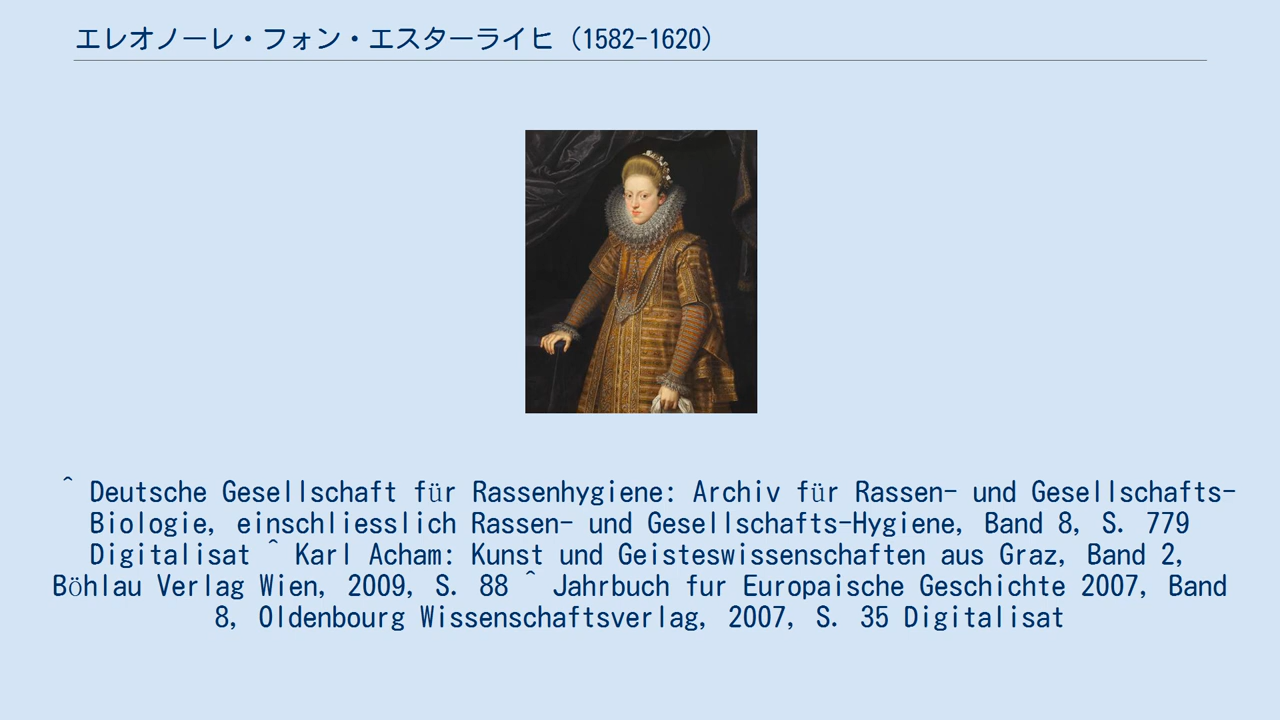 エレオノーレ・フォン・エスターライヒ（1582-1620）
^ Deutsche Gesellschaft für Rassenhygiene: Archiv für Rassen- und Gesellschafts-
Biologie, einschliesslich Rassen- und Gesellschafts-Hygiene, Band 8, S. 779
Digitalisat ^ Karl Acham: Kunst und Geisteswissenschaften aus Graz, Band 2,
Böhlau Verlag Wien, 2009, S. 88 ^ Jahrbuch fur Europaische Geschichte 2007, Band
8, Oldenbourg Wissenschaftsverlag, 2007, S. 35 Digitalisat